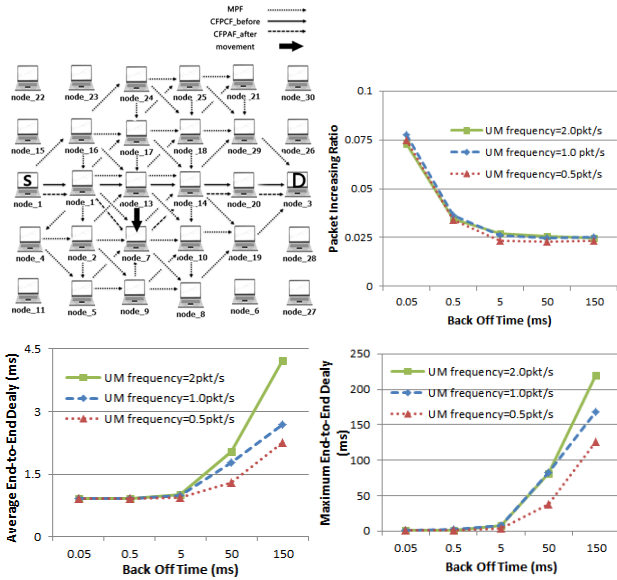 MPF
CFPCF_before
CFPAF_after
movement
node_22 node_23 node_24 node_25 node_21 node_30
node_15 node_16 node_17 node_18 node_29 node_26
S D
node_1 node_1 node_13 node_14 node_20 node_3
node_4 node_2 node_7 node_10 node_19 node_28
node_11 node_5 node_9 node_8 node_6 node_27
Packet Increasing Ratio
0.1
0.075
0.05
0.025
0
UM frequency=2.0pkt/s
UM frequency=1.0 pkt/s
UM frequency=0.5pkt/s
0.05 0.5 5 50 150
Back Off Time (ms)
Average End-to-End Dealy (ms)
4.5
3
1.5
0
UM frequency=2pkt/s
UM frequency=1.0pkt/s
UM frequency=0.5pkt/s
0.05 0.5 5 50 150
Back Off Time (ms)
Maximum End-to-End Dealy
(ms)
250
200
150
100
50
0
UM frequency=2.0pkt/s
UM frequency=1.0pkt/s
UM frequency=0.5pkt/s
0.05 0.5 5 50 150
Back Off Time (ms)